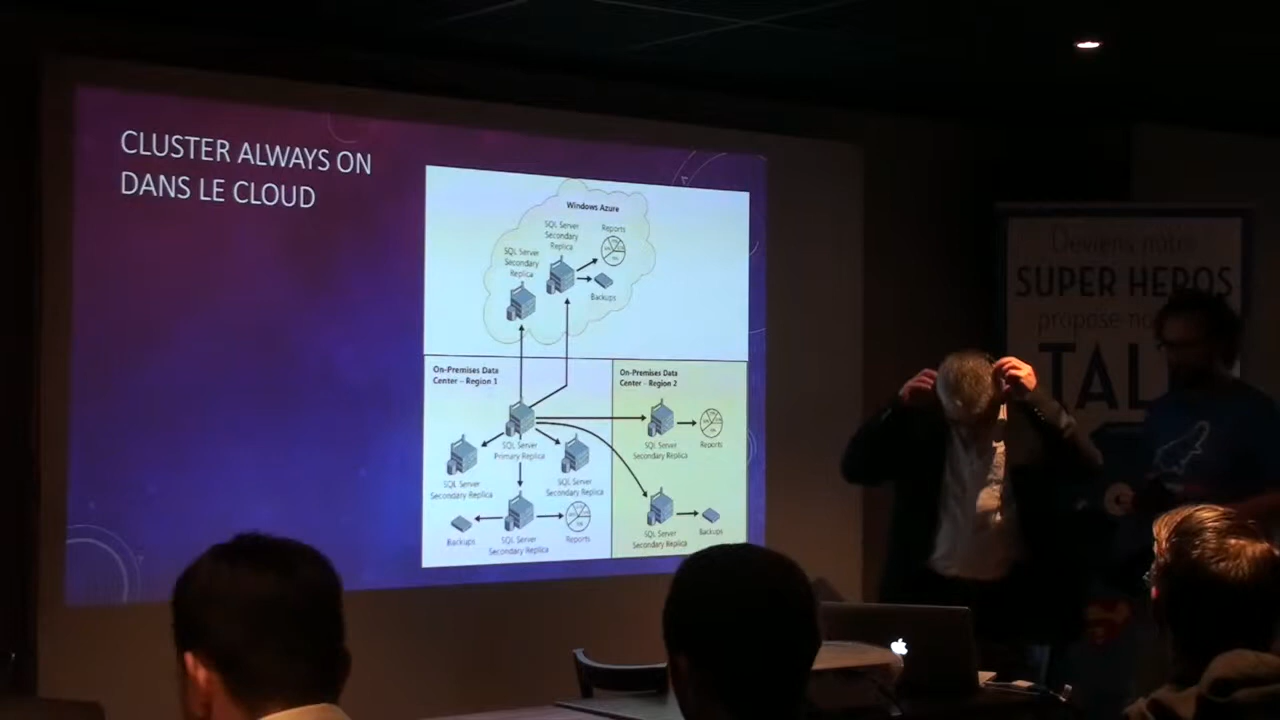 CLUSTER ALWAYS ON
DANS LE CLOUD
Windows Azure
SQL Server
Secondary
Replica
Reports
SQL Server
Secondary
Replica
Backups
On-Premises Data
Center – Region 1
On-Premises Data
Center - Region 2
SQL Server
Primary Replica
SQL Server
Secondary Replica
Reports
SQL Server
Secondary Replica
SQL Server
Secondary Replica
Backups
SQL Server
Secondary Replica
Reports
SQL Server
Secondary Replica
Backups
Deviens notre
SUPER HEROS
propose